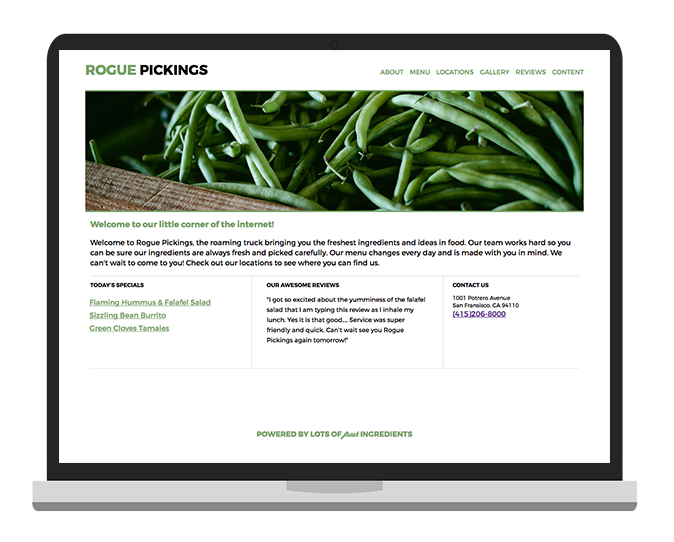 ROGUE PICKINGS
ABOUT MENU LOCATIONS GALLERY REVIEWS CONTENT
Welcome to our little corner of the internet!
Welcome to Rogue Pickings, the roaming truck bringing you the freshest ingredients and ideas in food. Our team works hard so you
can be sure our ingredients are always fresh and picked carefully. Our menu changes every day and is made with you in mind. We
can't wait to come to you! Check out our locations to see where you can find us.
TODAY'S SPECIALS
Flaming Hummus & Falafel Salad
Sizzling Bean Burrito
Green Cloves Tamales
OUR AWESOME REVIEWS
"I got so excited about the yumminess of the falafel
salad that I am typing this review as I inhale my
lunch. Yes it is that good.... Service was super
friendly and quick. Can't wait see you Rogue
Pickings again tomorrow!"
CONTACT US
1001 Potrero Avenue
San Fransisco, CA 94110
(415)206-8000
POWERED BY LOTS OF fresh INGREDIENTS